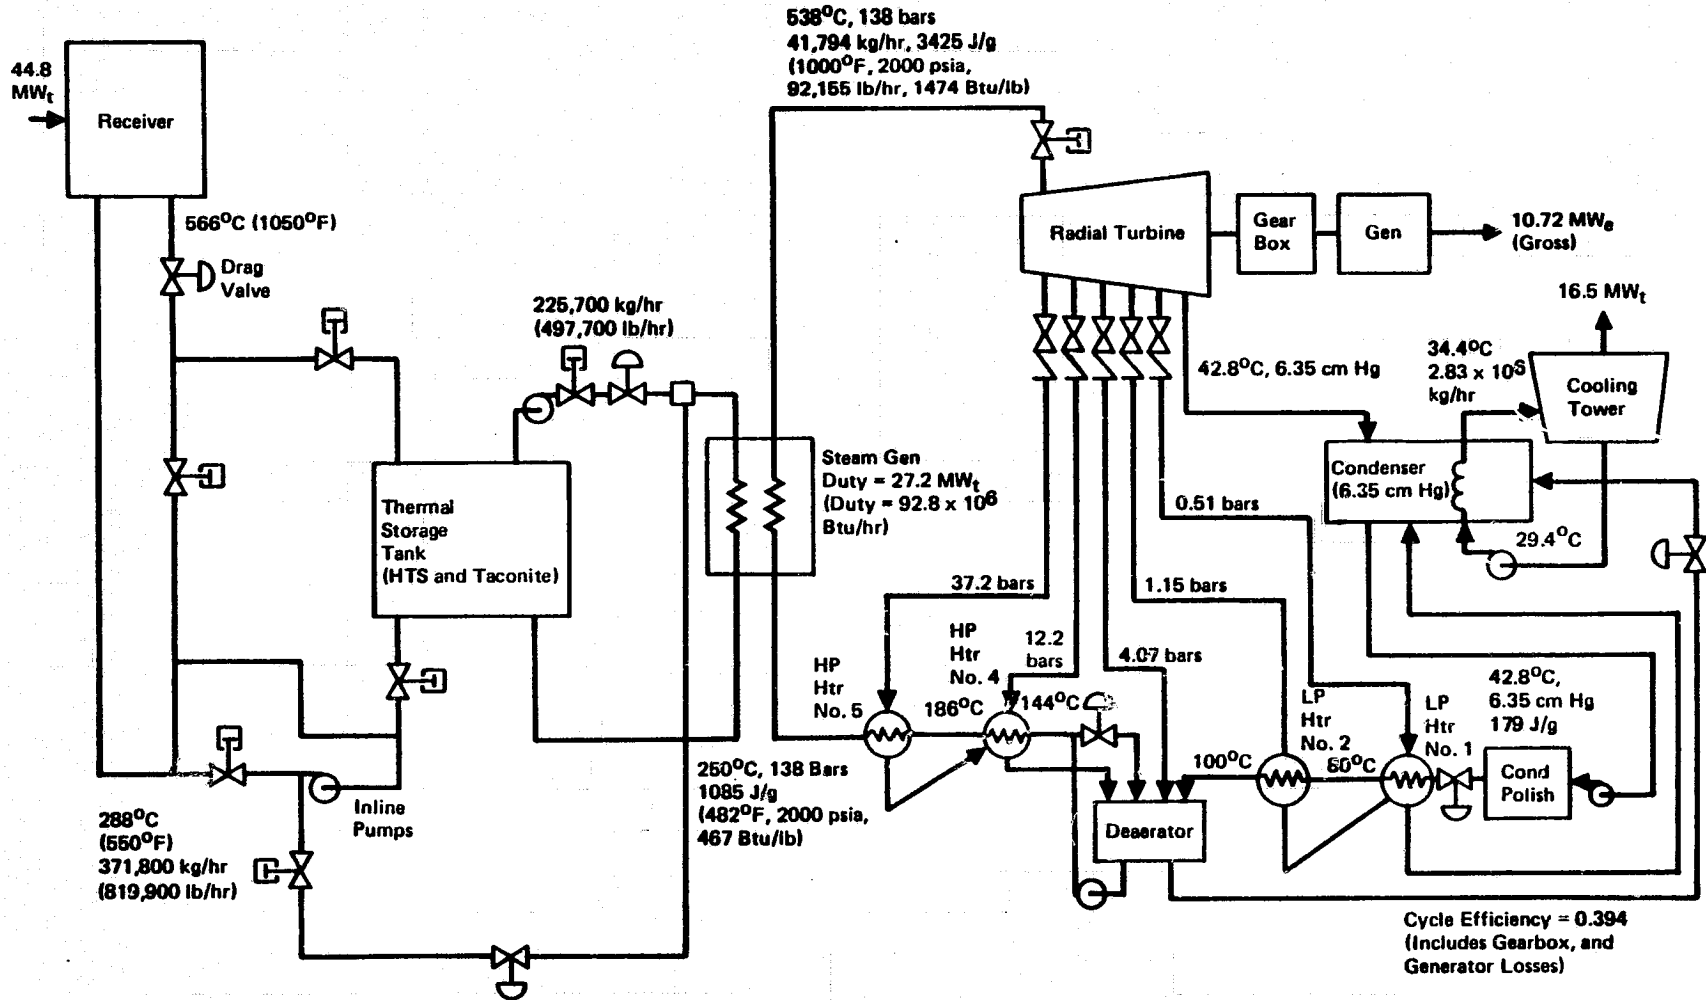 538°C, 138 bars
41,794 kg/hr, 3425 J/g
(1000°F, 2000 psia,
92,155 lb/hr, 1474 Btu/lb)
44.8
MWt
Receiver
566°C (1050°F)
Drag
Valve
225,700 kg/hr
(497,700 lb/hr)
Radial Turbine
Gear
Box
Gen
10.72 MWe
(Gross)
16.5 MWt
42.8°C, 6.35 cm Hg
34.4°C
2.83 x 10⁶
kg/hr
Cooling
Tower
Thermal
Storage
Tank
(HTS and Taconite)
Steam Gen
Duty = 27.2 MWt
(Duty = 92.8 x 10⁶
Btu/hr)
Condenser
(6.35 cm Hg)
29.4°C
0.51 bars
37.2 bars
1.15 bars
HP
Htr
No. 5
HP
Htr
No. 4
12.2
bars
4.07 bars
186°C
144°C
LP
Htr
No. 2
LP
Htr
No. 1
42.8°C,
6.35 cm Hg
179 J/g
100°C
Cond
Polish
Deaerator
250°C, 138 Bars
1085 J/g
(482°F, 2000 psia,
467 Btu/lb)
Inline
Pumps
288°C
(550°F)
371,800 kg/hr
(819,900 lb/hr)
Cycle Efficiency = 0.394
(Includes Gearbox, and
Generator Losses)